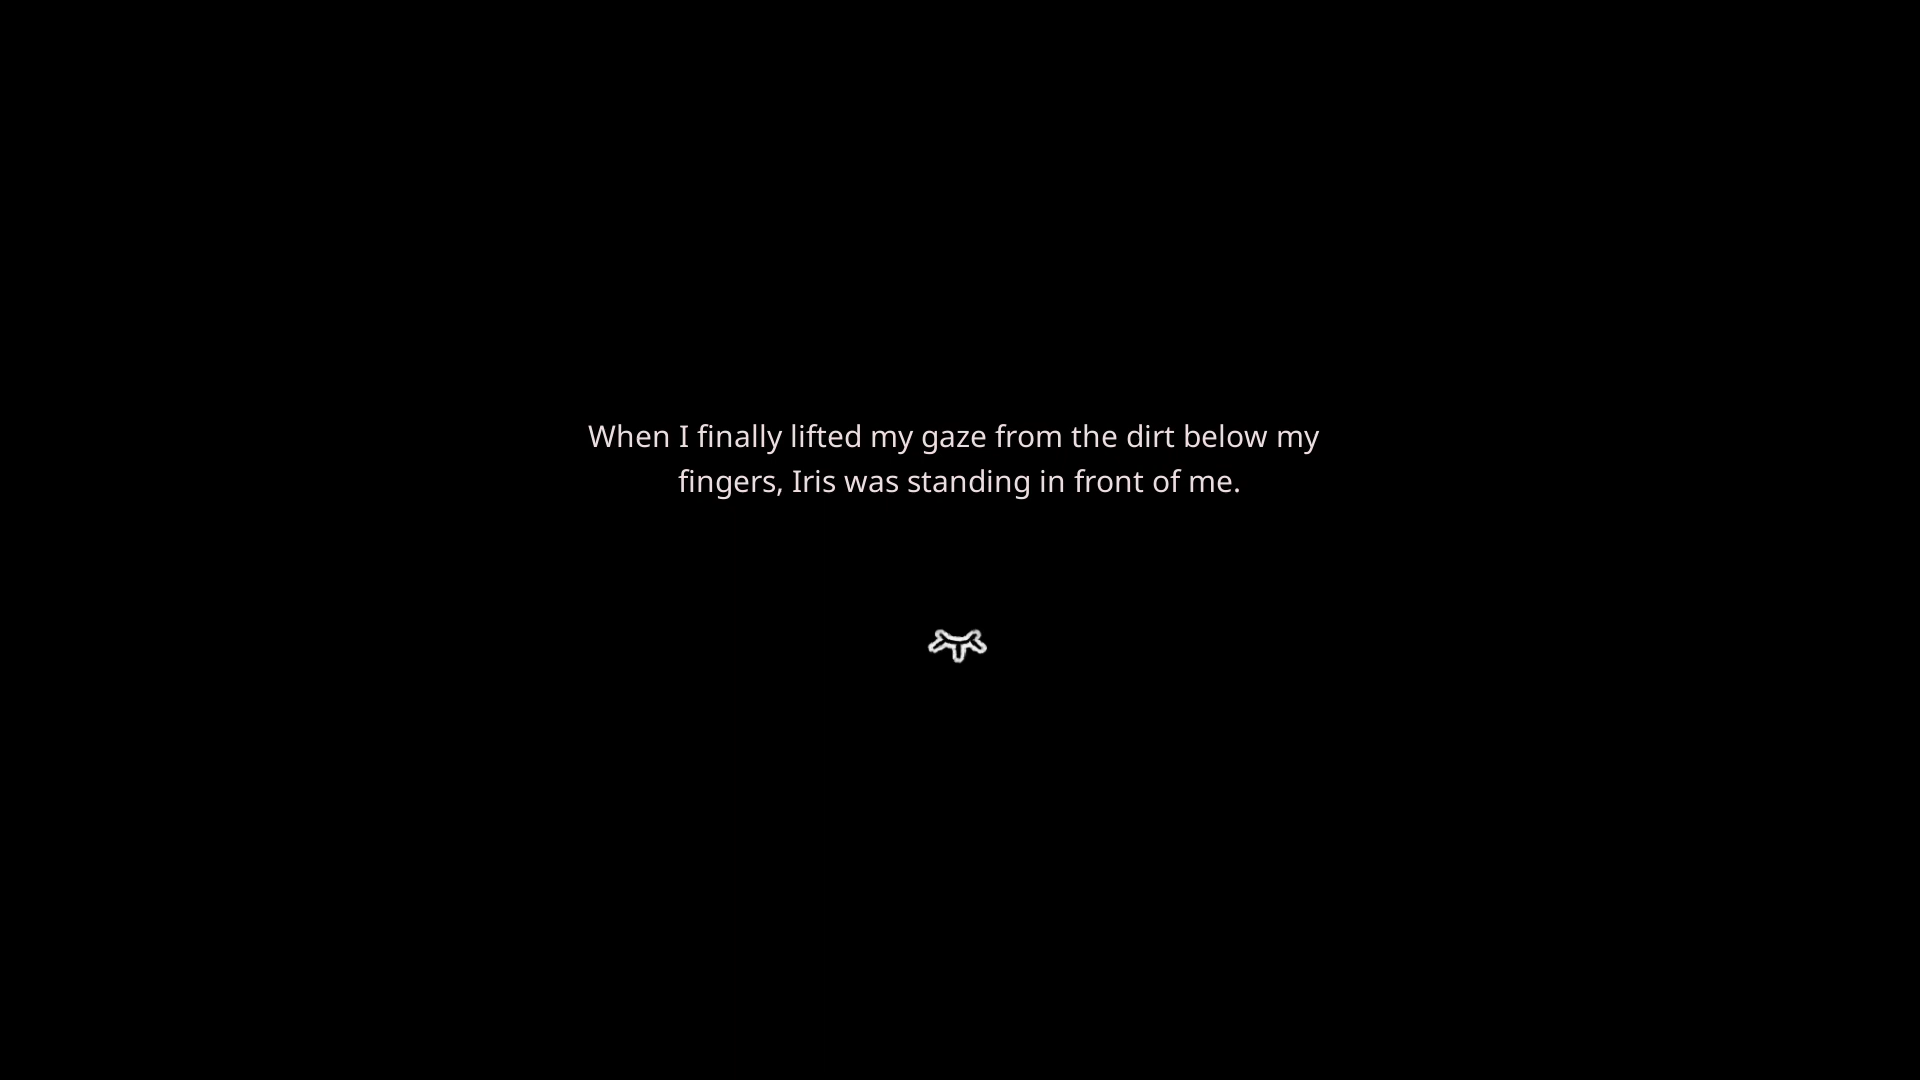 When I finally lifted my gaze from the dirt below my
fingers, Iris was standing in front of me.